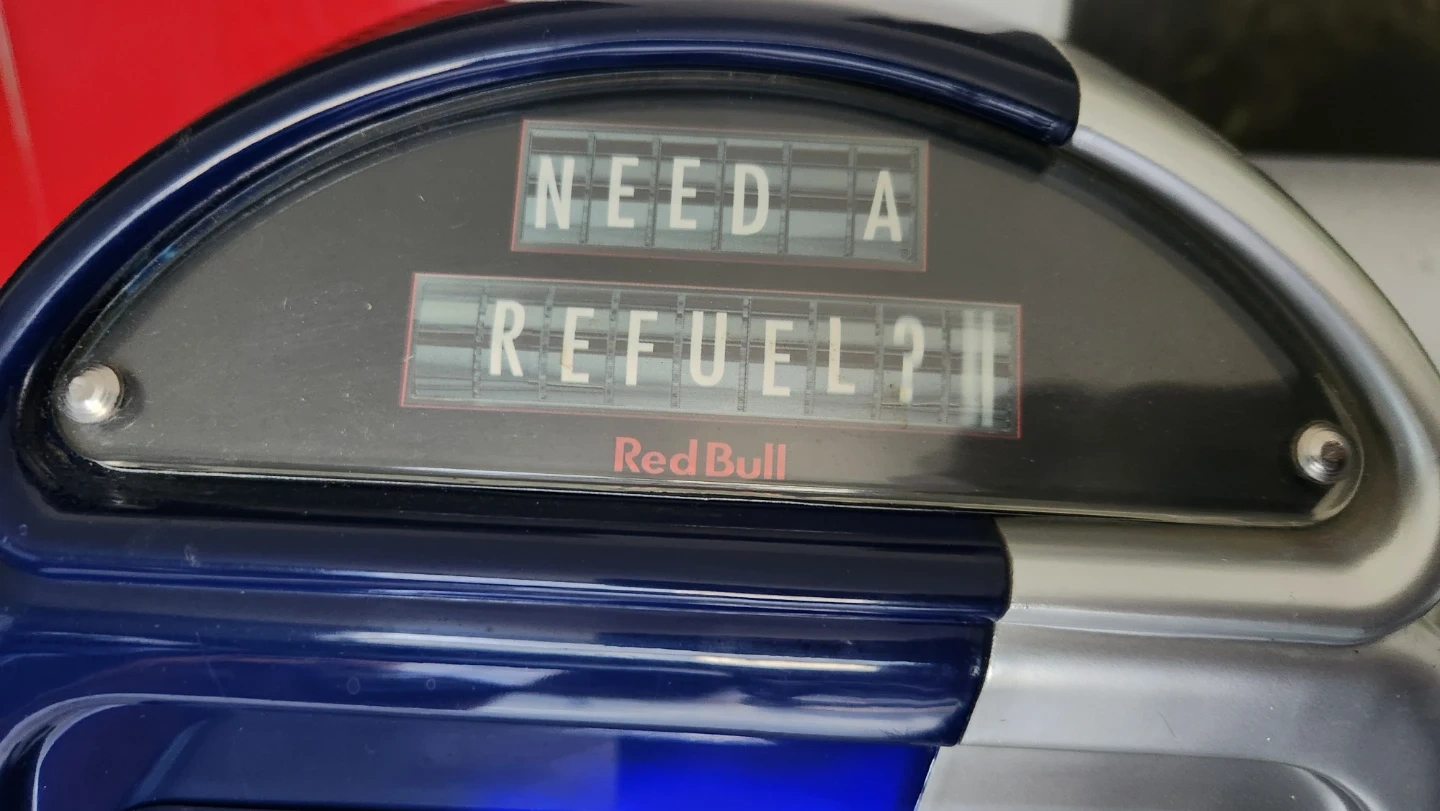 NEED A
REFUEL?
Red Bull